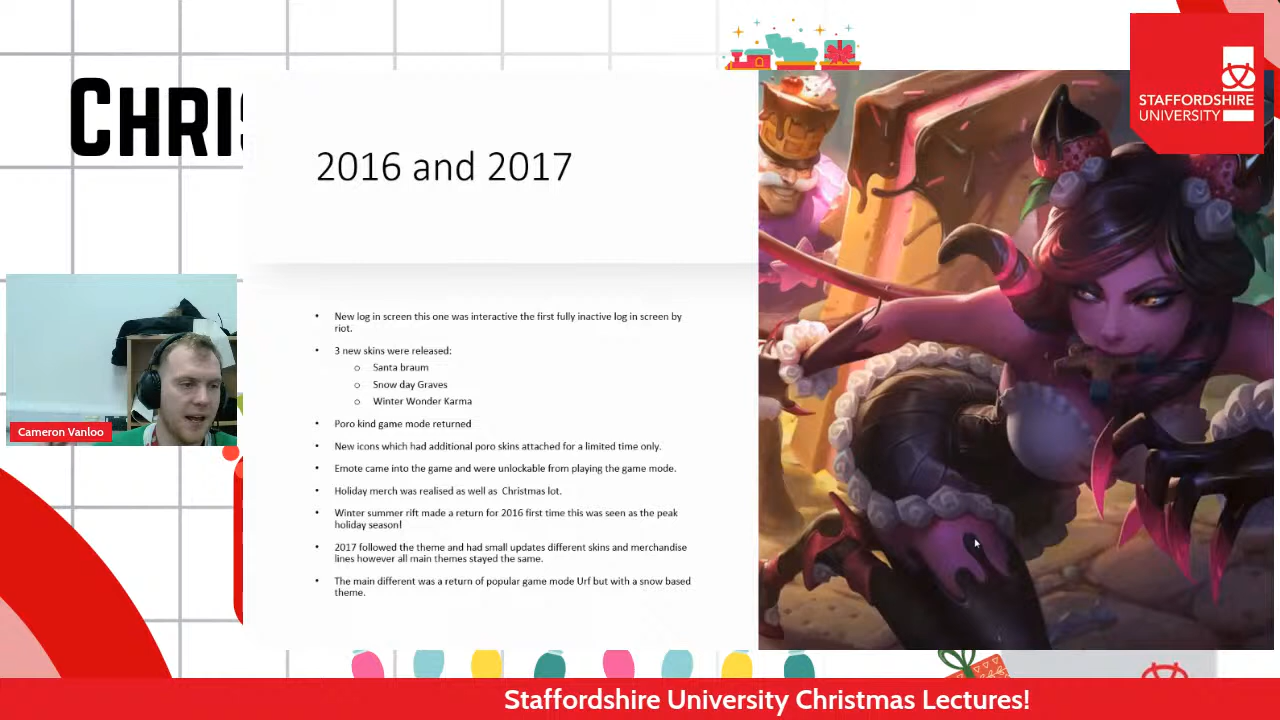 CHRIS
STAFFORDSHIRE
UNIVERSITY
2016 and 2017
• New log in screen this one was interactive the first fully inactive log in screen by
riot.
• 3 new skins were released:
o Santa braum
o Snow day Graves
o Winter Wonder Karma
• Poro kind game mode returned
• New icons which had additional poro skins attached for a limited time only.
• Emote came into the game and were unlockable from playing the game mode.
• Holiday merch was realised as well as Christmas lot.
• Winter summer rift made a return for 2016 first time this was seen as the peak
holiday season!
• 2017 followed the theme and had small updates different skins and merchandise
lines however all main themes stayed the same.
• The main different was a return of popular game mode Urf but with a snow based
theme.
Cameron Vanloo
Staffordshire University Christmas Lectures!